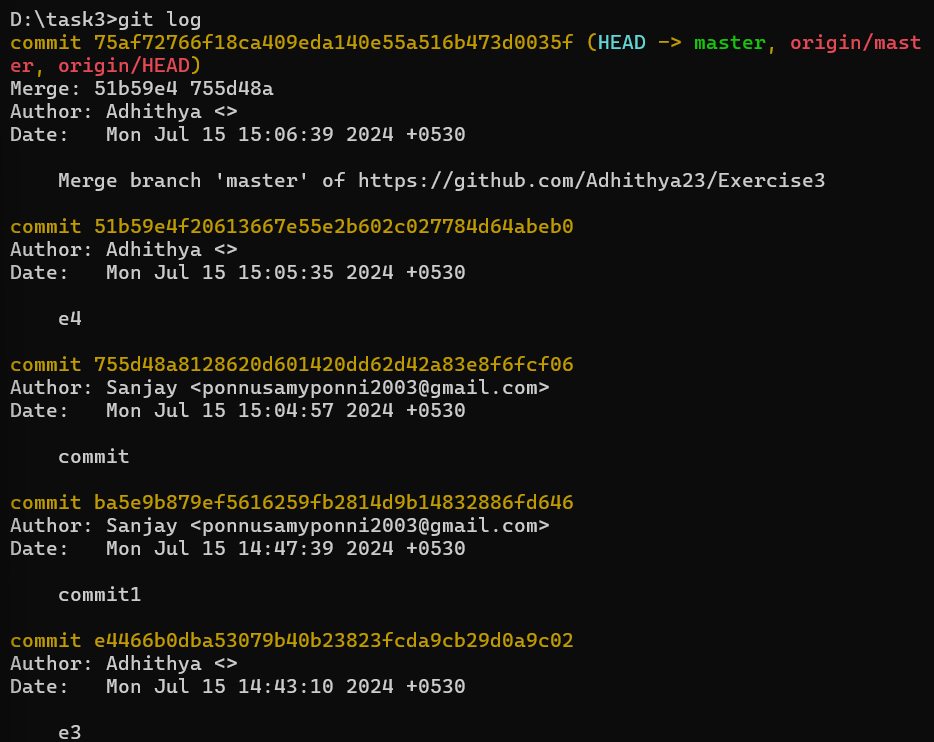 D:\task3>git log
commit 75af72766f18ca409eda140e55a516b473d0035f (HEAD -> master, origin/mast
er, origin/HEAD)
Merge: 51b59e4 755d48a
Author: Adhithya <>
Date:   Mon Jul 15 15:06:39 2024 +0530
    Merge branch 'master' of https://github.com/Adhithya23/Exercise3
commit 51b59e4f20613667e55e2b602c027784d64abeb0
Author: Adhithya <>
Date:   Mon Jul 15 15:05:35 2024 +0530
    e4
commit 755d48a8128620d601420dd62d42a83e8f6fcf06
Author: Sanjay <ponnusamyponni2003@gmail.com>
Date:   Mon Jul 15 15:04:57 2024 +0530
    commit
commit ba5e9b879ef5616259fb2814d9b14832886fd646
Author: Sanjay <ponnusamyponni2003@gmail.com>
Date:   Mon Jul 15 14:47:39 2024 +0530
    commit1
commit e4466b0dba53079b40b23823fcda9cb29d0a9c02
Author: Adhithya <>
Date:   Mon Jul 15 14:43:10 2024 +0530
    e3